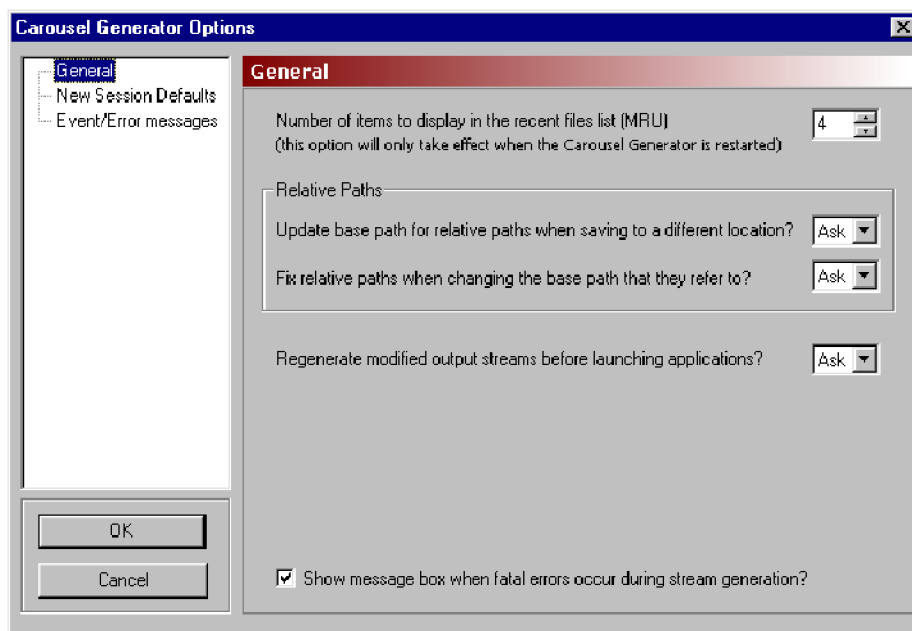 Carousel Generator Options
General
New Session Defaults
Event/Error messages
OK
Cancel
General
Number of items to display in the recent files list (MRU)
4
(this option will only take effect when the Carousel Generator is restarted)
Relative Paths
Update base path for relative paths when saving to a different location?
Ask
Fix relative paths when changing the base path that they refer to?
Ask
Regenerate modified output streams before launching applications?
Ask
Show message box when fatal errors occur during stream generation?